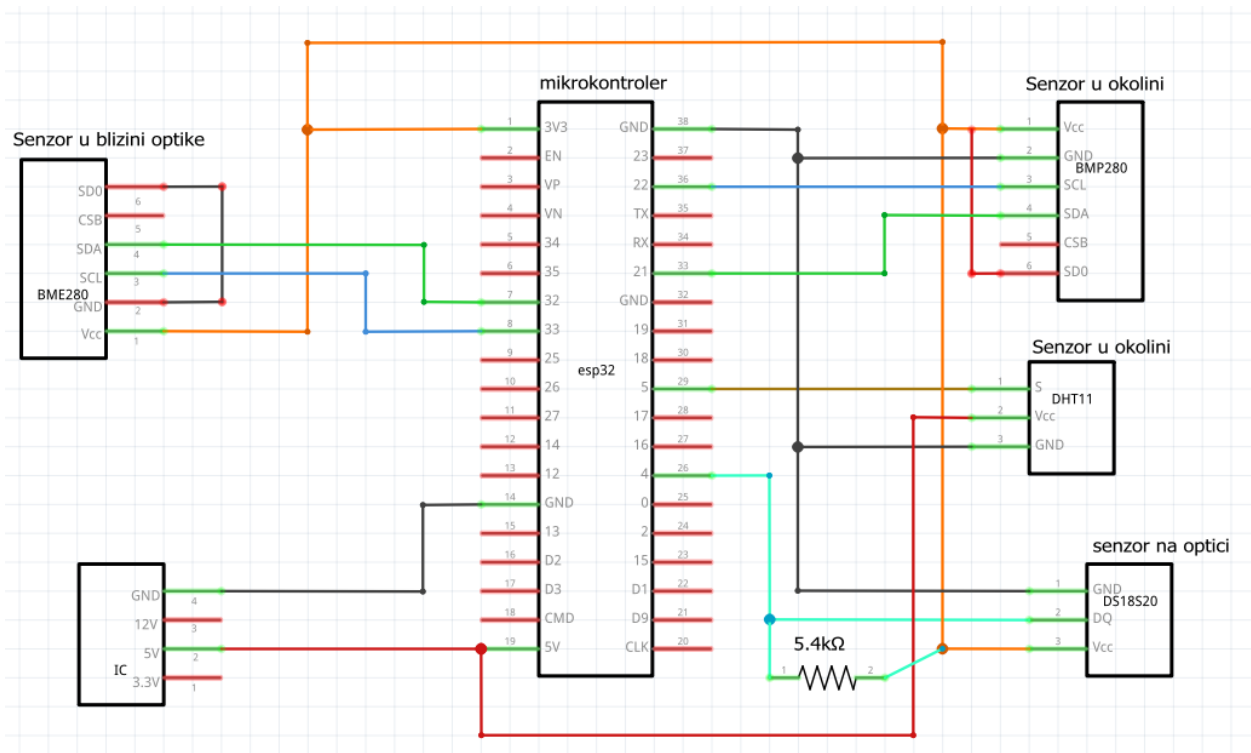 mikrokontroler
Senzor u okolini
Senzor u blizini optike
SD0
6
CSB
5
SDA
4
SCL
3
BME280
GND
2
Vcc
1
1 3V3
2 EN
3 VP
4 VN
5 34
6 35
7 32
8 33
9 25
10 26
11 27
12 14
13 12
14 GND
15 13
16 D2
17 D3
18 CMD
19 5V
esp32
GND 38
23 37
22 36
TX 35
RX 34
21 33
GND 32
19 31
18 30
5 29
17 28
16 27
4 26
0 25
2 24
15 23
D1 22
D9 21
CLK 20
1 Vcc
2 GND
BMP280
3 SCL
4 SDA
5 CSB
6 SD0
Senzor u okolini
1 S
DHT11
2 Vcc
3 GND
senzor na optici
1 GND
DS18S20
2 DQ
3 Vcc
5.4kΩ
1 2
GND
4
12V
3
5V
2
IC
3.3V
1